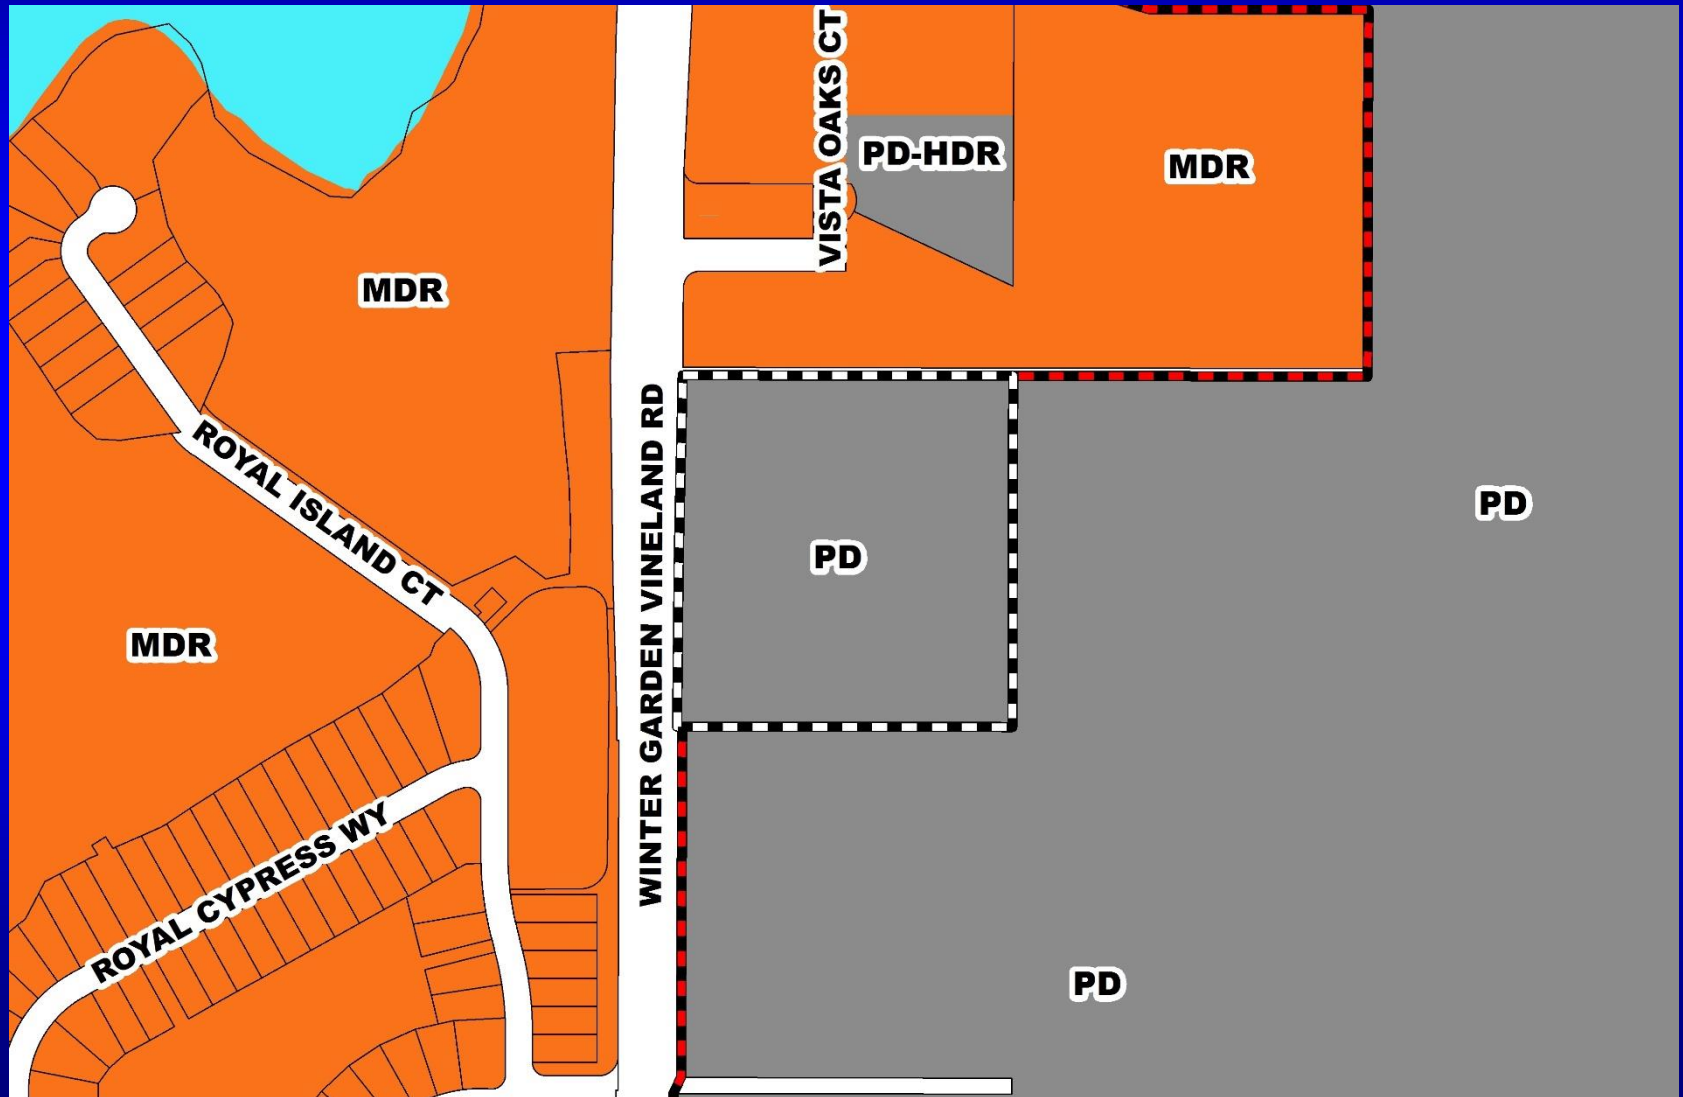 VISTA OAKS CT
PD-HDR
MDR
MDR
WINTER GARDEN VINELAND RD
ROYAL ISLAND CT
PD
PD
MDR
ROYAL CYPRESS WY
PD